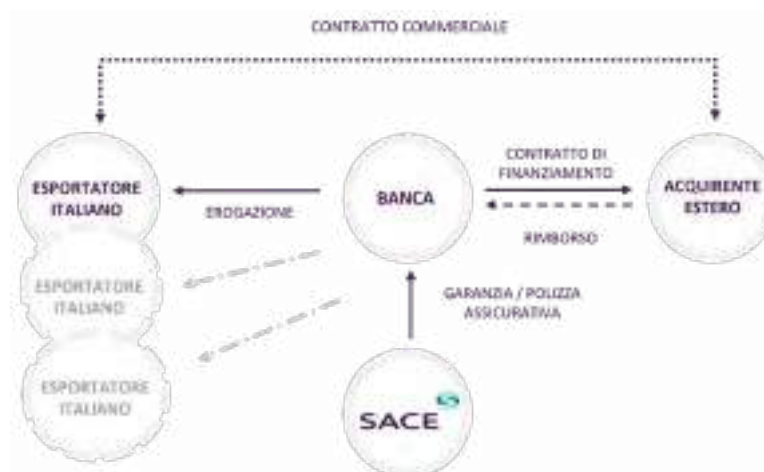 CONTRATTO COMMERCIALE
ESPORTATORE
ITALIANO
EROGAZIONE
BANCA
CONTRATTO DI
FINANZIAMENTO
RIMBORSO
ACQUIRENTE
ESTERO
ESPORTATORE
ITALIANO
GARANZIA / POLIZZA
ASSICURATIVA
ESPORTATORE
ITALIANO
SACE